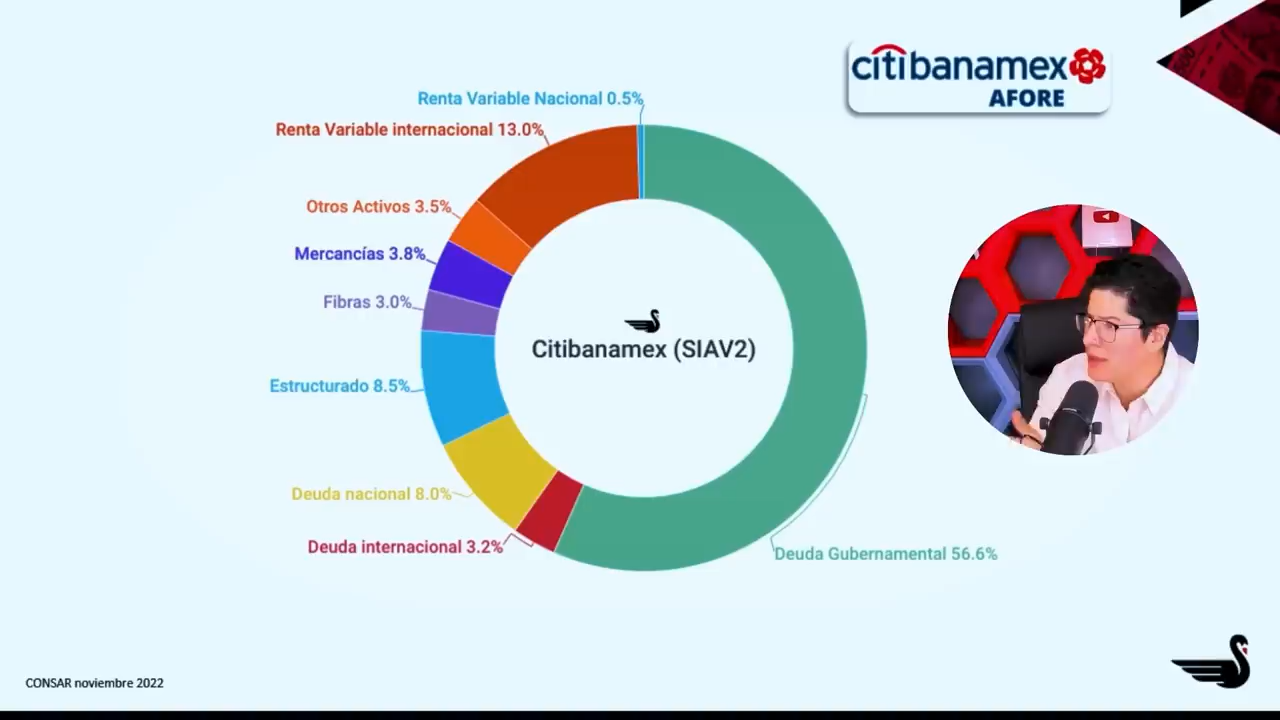 citibanamex
AFORE
Renta Variable Nacional 0.5%
Renta Variable internacional 13.0%
Otros Activos 3.5%
Mercancías 3.8%
Fibras 3.0%
Citibanamex (SIAV2)
Estructurado 8.5%
Deuda nacional 8.0%
Deuda internacional 3.2%
Deuda Gubernamental 56.6%
CONSAR noviembre 2022